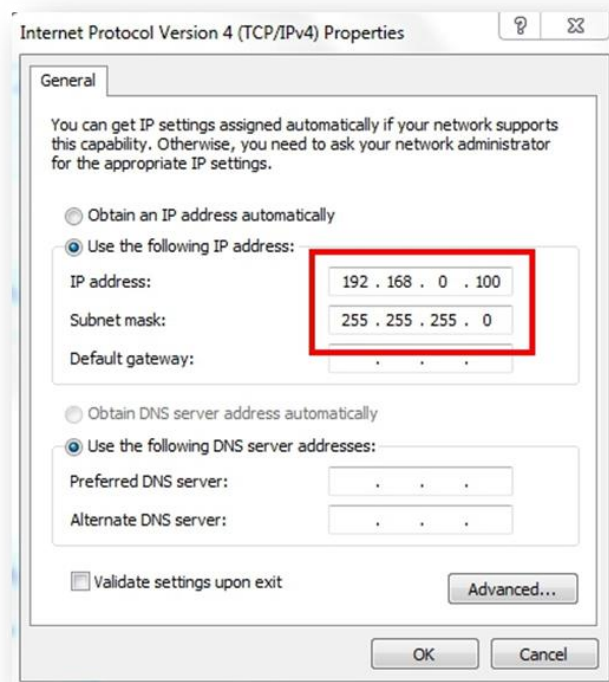 Internet Protocol Version 4 (TCP/IPv4) Properties
General
You can get IP settings assigned automatically if your network supports
this capability. Otherwise, you need to ask your network administrator
for the appropriate IP settings.
Obtain an IP address automatically
Use the following IP address:
IP address: 192 . 168 . 0 . 100
Subnet mask: 255 . 255 . 255 . 0
Default gateway: . . .
Obtain DNS server address automatically
Use the following DNS server addresses:
Preferred DNS server: . . .
Alternate DNS server: . . .
Validate settings upon exit
Advanced...
OK Cancel